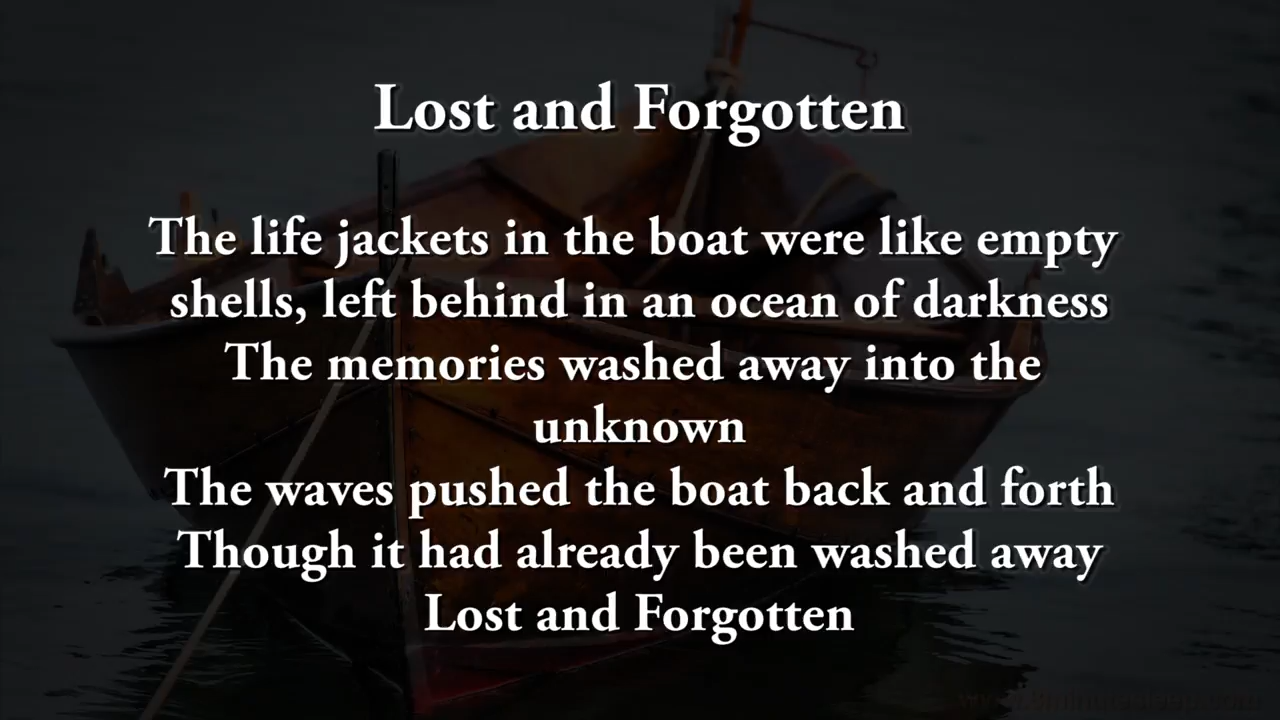 Lost and Forgotten
The life jackets in the boat were like empty
shells, left behind in an ocean of darkness
The memories washed away into the
unknown
The waves pushed the boat back and forth
Though it had already been washed away
Lost and Forgotten